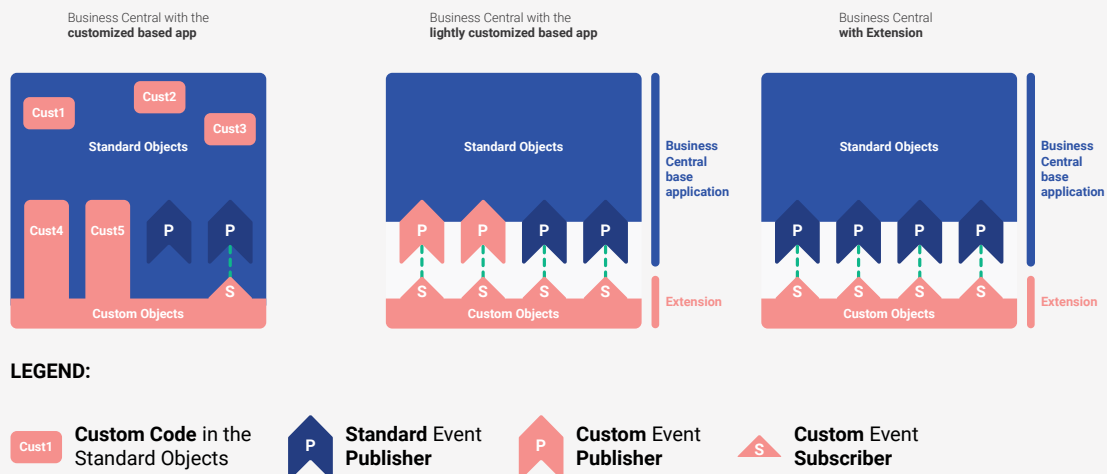 Business Central with the
customized based app
Business Central with the
lightly customized based app
Business Central
with Extension
Cust1
Cust2
Cust3
Standard Objects
Cust4
Cust5
P
P
S
Custom Objects
Standard Objects
P
P
P
P
S
S
S
S
Custom Objects
Business
Central
base
application
Extension
Standard Objects
P
P
P
P
S
S
S
S
Custom Objects
Business
Central
base
application
Extension
LEGEND:
Cust1
Custom Code in the
Standard Objects
P
Standard Event
Publisher
P
Custom Event
Publisher
S
Custom Event
Subscriber